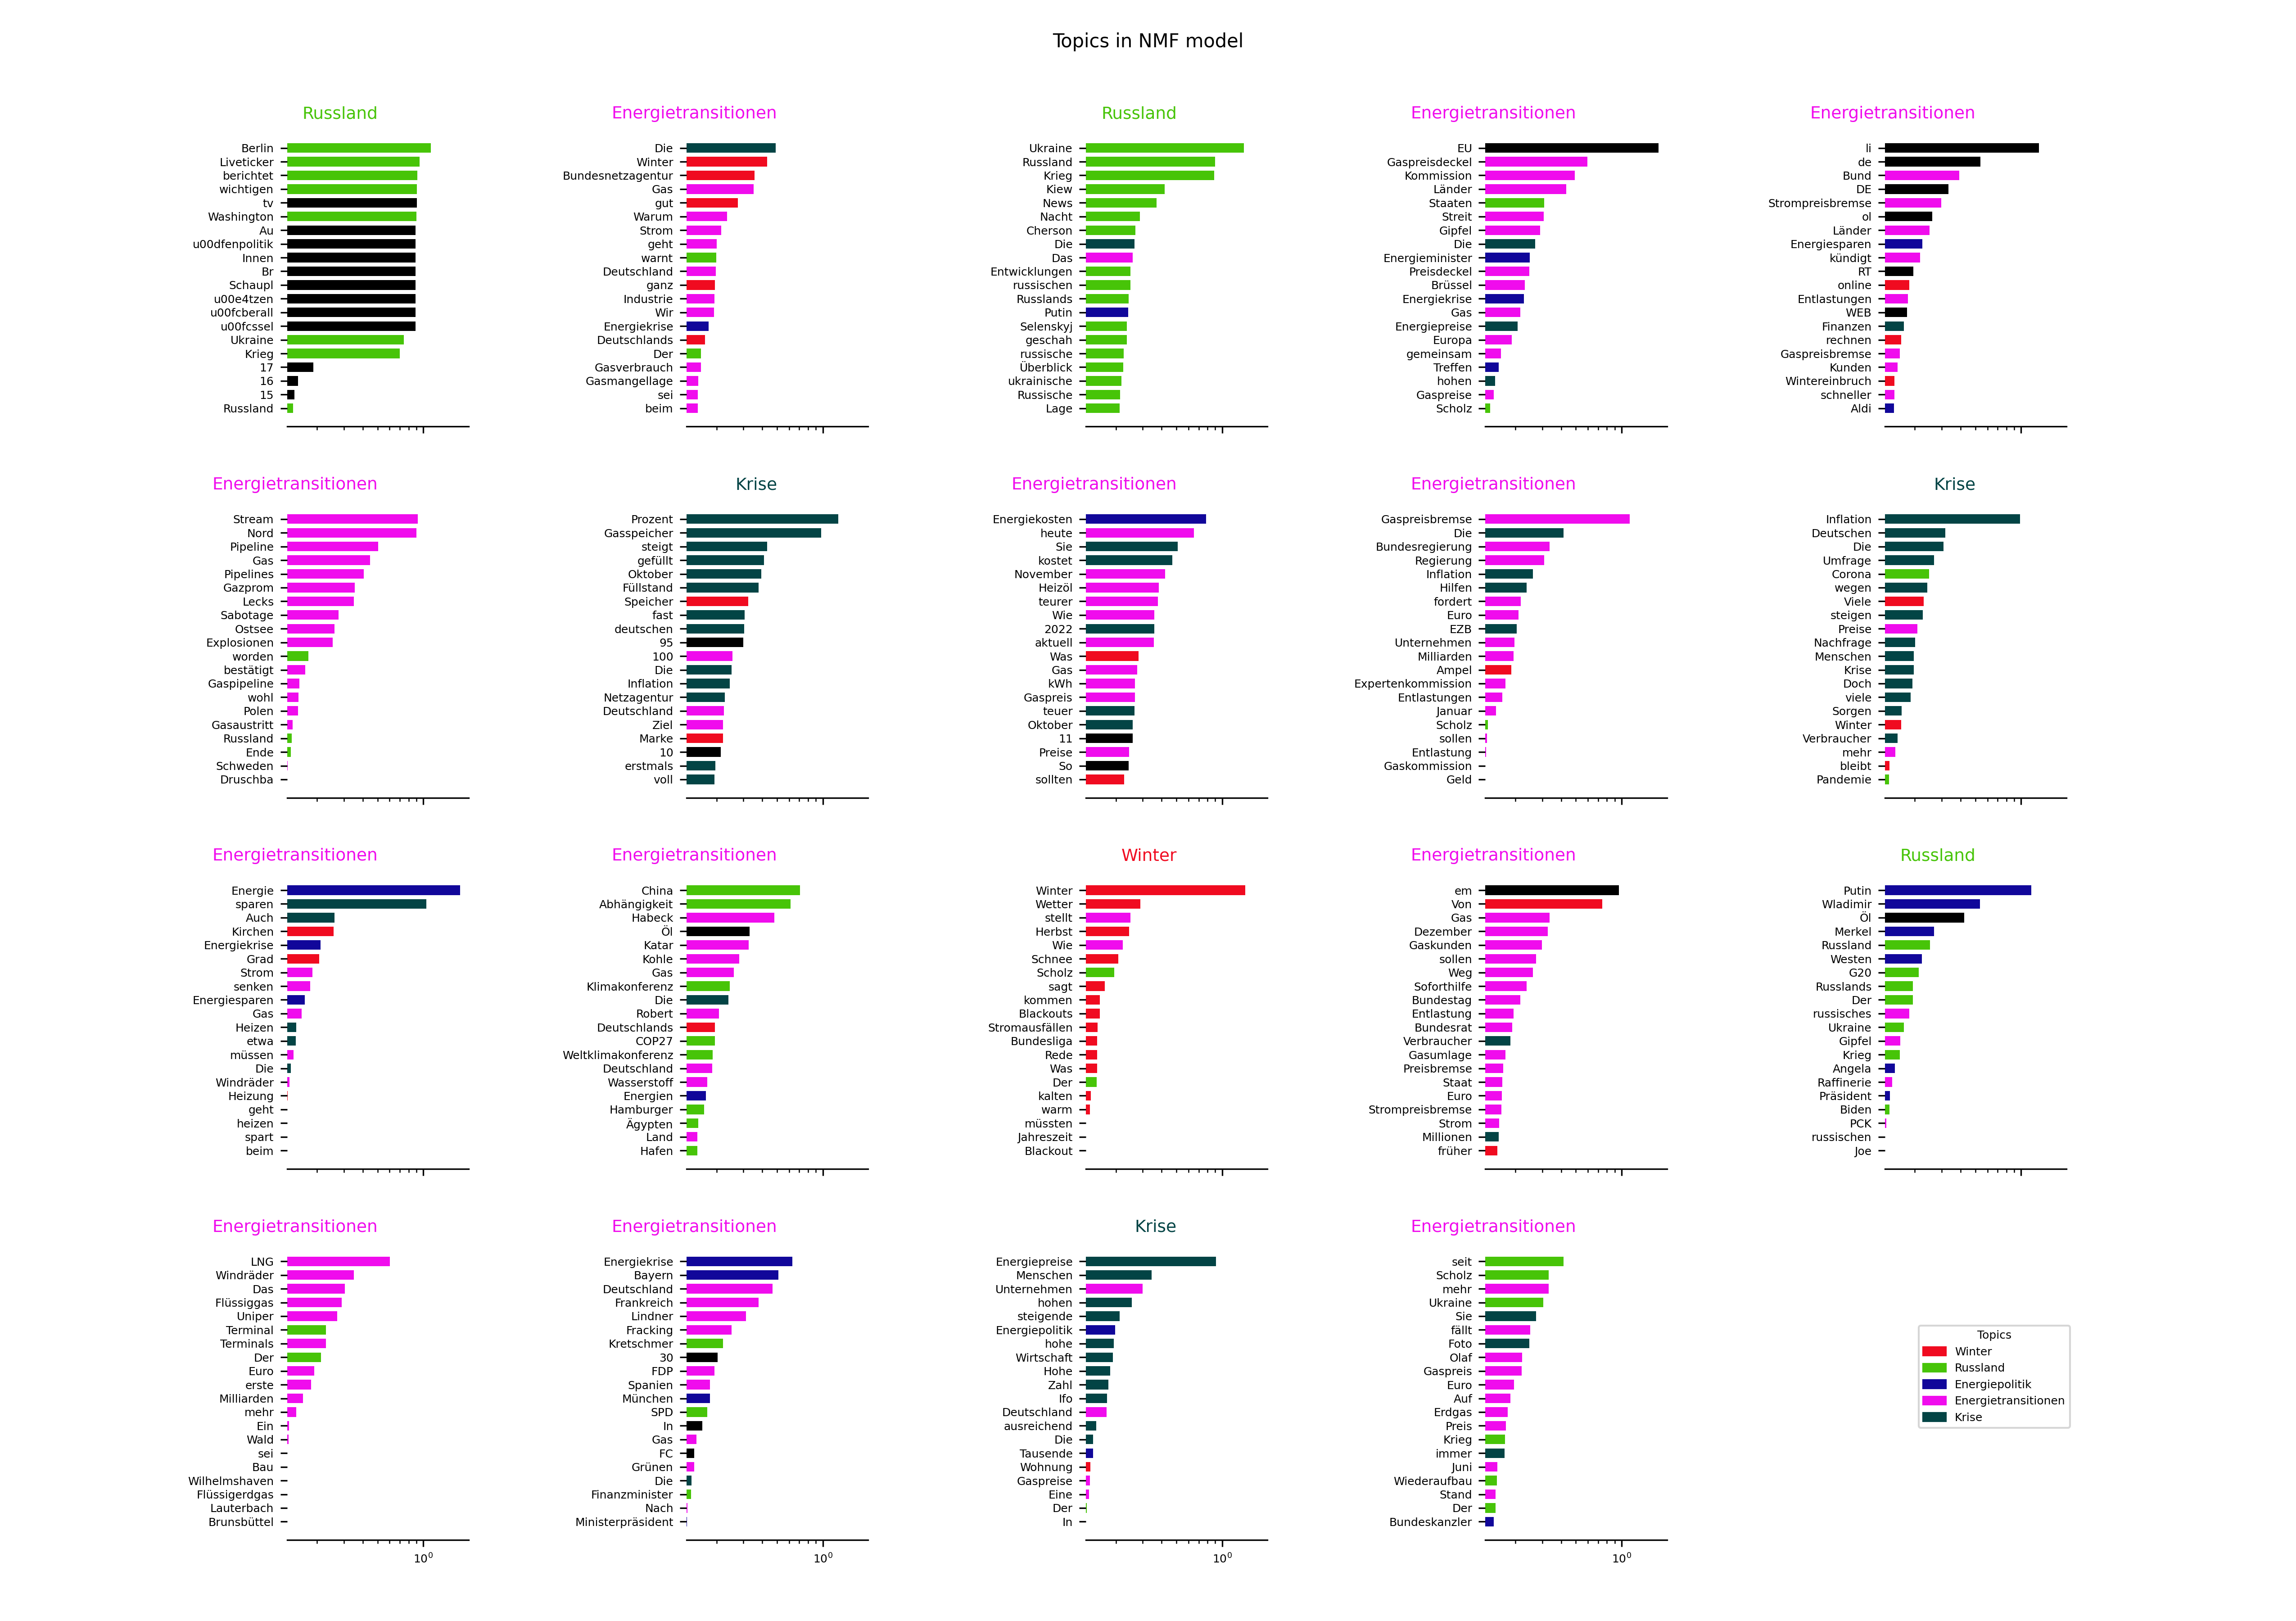 Topics in NMF model
Russland
Berlin
Liveticker
berichtet
wichtigen
tv
Washington
Au
u00dfenpolitik
Innen
Br
Schaupl
u00e4tzen
u00fcberall
u00fcssel
Ukraine
Krieg
17
16
15
Russland
Energietransitionen
Die
Winter
Bundesnetzagentur
Gas
gut
Warum
Strom
geht
warnt
Deutschland
ganz
Industrie
Wir
Energiekrise
Deutschlands
Der
Gasverbrauch
Gasmangellage
sei
beim
Russland
Ukraine
Russland
Krieg
Kiew
News
Nacht
Cherson
Die
Das
Entwicklungen
russischen
Russlands
Putin
Selenskyj
geschah
russische
Überblick
ukrainische
Russische
Lage
Energietransitionen
EU
Gaspreisdeckel
Kommission
Länder
Staaten
Streit
Gipfel
Die
Energieminister
Preisdeckel
Brüssel
Energiekrise
Gas
Energiepreise
Europa
gemeinsam
Treffen
hohen
Gaspreise
Scholz
Energietransitionen
li
de
Bund
DE
Strompreisbremse
ol
Länder
Energiesparen
kündigt
RT
online
Entlastungen
WEB
Finanzen
rechnen
Gaspreisbremse
Kunden
Wintereinbruch
schneller
Aldi
Energietransitionen
Stream
Nord
Pipeline
Gas
Pipelines
Gazprom
Lecks
Sabotage
Ostsee
Explosionen
worden
bestätigt
Gaspipeline
wohl
Polen
Gasaustritt
Russland
Ende
Schweden
Druschba
Krise
Prozent
Gasspeicher
steigt
gefüllt
Oktober
Füllstand
Speicher
fast
deutschen
95
100
Die
Inflation
Netzagentur
Deutschland
Ziel
Marke
10
erstmals
voll
Energietransitionen
Energiekosten
heute
Sie
kostet
November
Heizöl
teurer
Wie
2022
aktuell
Was
Gas
kWh
Gaspreis
teuer
Oktober
11
Preise
So
sollten
Energietransitionen
Gaspreisbremse
Die
Bundesregierung
Regierung
Inflation
Hilfen
fordert
Euro
EZB
Unternehmen
Milliarden
Ampel
Expertenkommission
Entlastungen
Januar
Scholz
sollen
Entlastung
Gaskommission
Geld
Krise
Inflation
Deutschen
Die
Umfrage
Corona
wegen
Viele
steigen
Preise
Nachfrage
Menschen
Krise
Doch
viele
Sorgen
Winter
Verbraucher
mehr
bleibt
Pandemie
Energietransitionen
Energie
sparen
Auch
Kirchen
Energiekrise
Grad
Strom
senken
Energiesparen
Gas
Heizen
etwa
müssen
Die
Windräder
Heizung
geht
heizen
spart
beim
Energietransitionen
China
Abhängigkeit
Habeck
Öl
Katar
Kohle
Gas
Klimakonferenz
Die
Robert
Deutschlands
COP27
Weltklimakonferenz
Deutschland
Wasserstoff
Energien
Hamburger
Ägypten
Land
Hafen
Winter
Winter
Wetter
stellt
Herbst
Wie
Schnee
Scholz
sagt
kommen
Blackouts
Stromausfällen
Bundesliga
Rede
Was
Der
kalten
warm
müssten
Jahreszeit
Blackout
Energietransitionen
em
Von
Gas
Dezember
Gaskunden
sollen
Weg
Soforthilfe
Bundestag
Entlastung
Bundesrat
Verbraucher
Gasumlage
Preisbremse
Staat
Euro
Strompreisbremse
Strom
Millionen
früher
Russland
Putin
Wladimir
Öl
Merkel
Russland
Westen
G20
Russlands
Der
russisches
Ukraine
Gipfel
Krieg
Angela
Raffinerie
Präsident
Biden
PCK
russischen
Joe
Energietransitionen
LNG
Windräder
Das
Flüssiggas
Uniper
Terminal
Terminals
Der
Euro
erste
Milliarden
mehr
Ein
Wald
sei
Bau
Wilhelmshaven
Flüssigerdgas
Lauterbach
Brunsbüttel
10⁰
Energietransitionen
Energiekrise
Bayern
Deutschland
Frankreich
Lindner
Fracking
Kretschmer
30
FDP
Spanien
München
SPD
In
Gas
FC
Grünen
Die
Finanzminister
Nach
Ministerpräsident
10⁰
Krise
Energiepreise
Menschen
Unternehmen
hohen
steigende
Energiepolitik
hohe
Wirtschaft
Hohe
Zahl
Ifo
Deutschland
ausreichend
Die
Tausende
Wohnung
Gaspreise
Eine
Der
In
10⁰
Energietransitionen
seit
Scholz
mehr
Ukraine
Sie
fällt
Foto
Olaf
Gaspreis
Euro
Auf
Erdgas
Preis
Krieg
immer
Juni
Wiederaufbau
Stand
Der
Bundeskanzler
10⁰
Topics
Winter
Russland
Energiepolitik
Energietransitionen
Krise